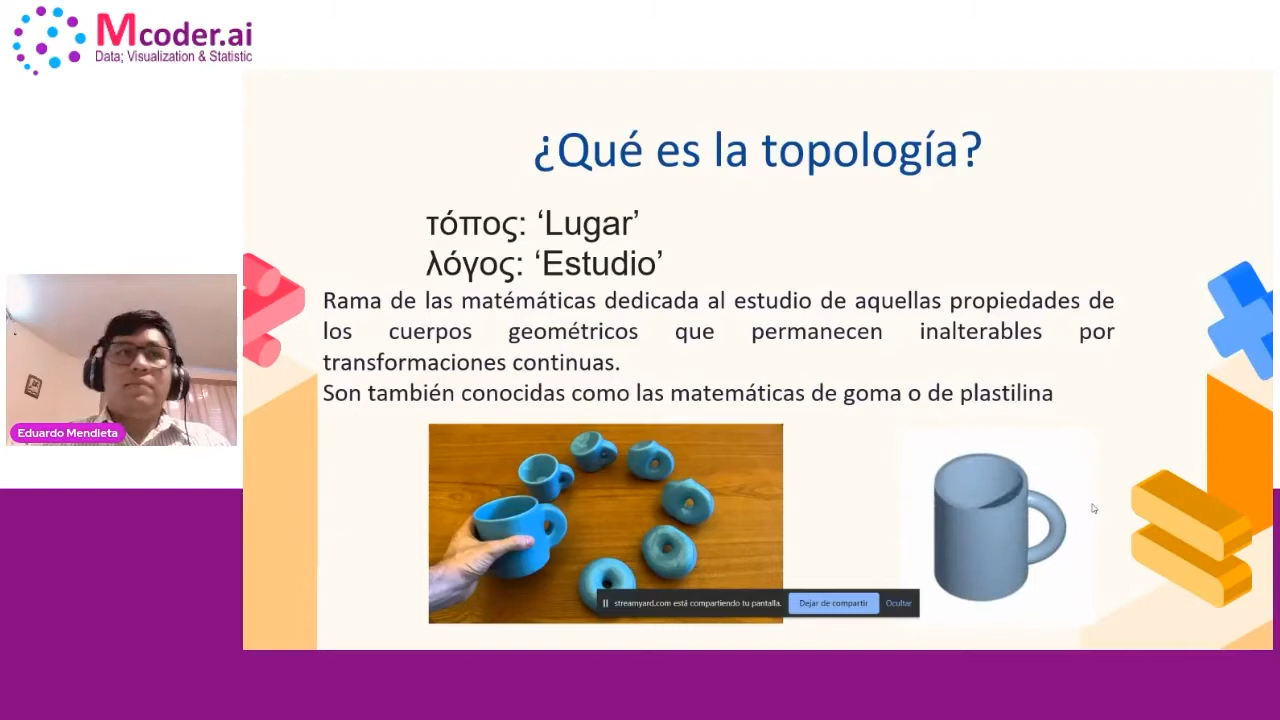 Mcoder.ai
Data; Visualization & Statistic
¿Qué es la topología?
τόπος: ‘Lugar’
λόγος: ‘Estudio’
Rama de las matémáticas dedicada al estudio de aquellas propiedades de
los cuerpos geométricos que permanecen inalterables por
transformaciones continuas.
Son también conocidas como las matemáticas de goma o de plastilina
Eduardo Mendieta
streamyard.com está compartiendo tu pantalla.
Dejar de compartir
Ocultar